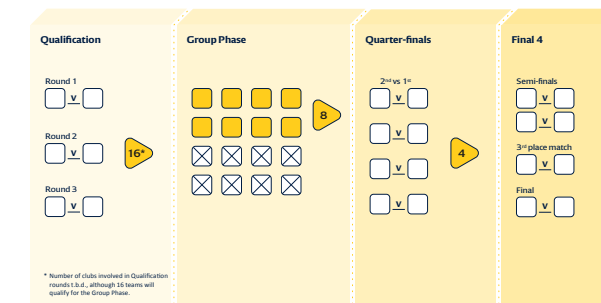 Qualification
Round 1
v
Round 2
v
Round 3
v
16*
* Number of clubs involved in Qualification
rounds t.b.d., although 16 teams will
qualify for the Group Phase.
Group Phase
8
Quarter-finals
2nd vs 1st
v
v
v
v
4
Final 4
Semi-finals
v
v
3rd place match
v
Final
v